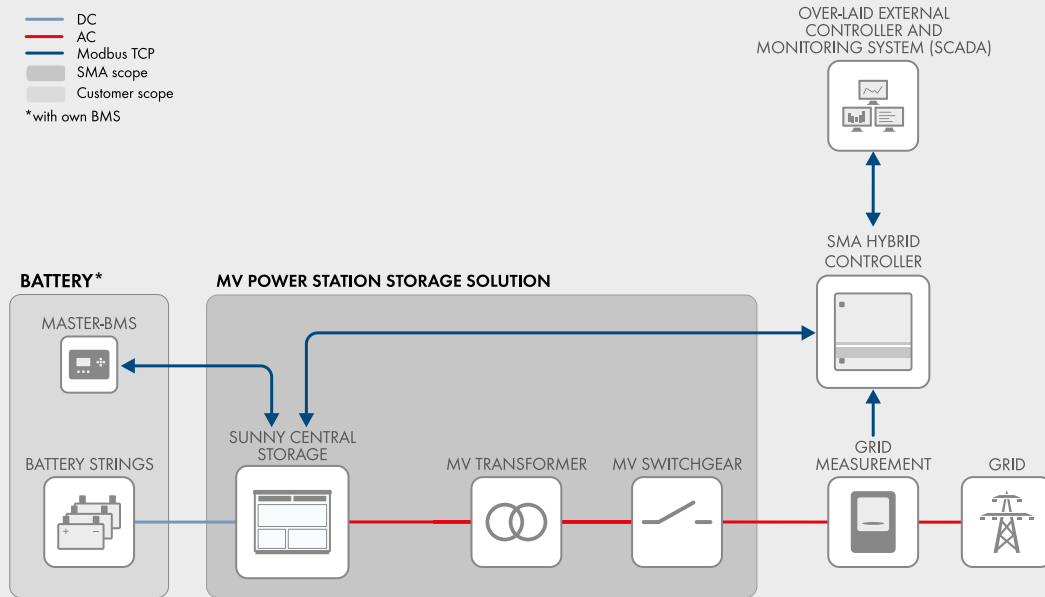 DC
AC
Modbus TCP
SMA scope
Customer scope
*with own BMS
OVER-LAID EXTERNAL
CONTROLLER AND
MONITORING SYSTEM (SCADA)
SMA HYBRID
CONTROLLER
BATTERY*
MV POWER STATION STORAGE SOLUTION
MASTER-BMS
SUNNY CENTRAL
STORAGE
BATTERY STRINGS
MV TRANSFORMER
MV SWITCHGEAR
GRID
MEASUREMENT
GRID